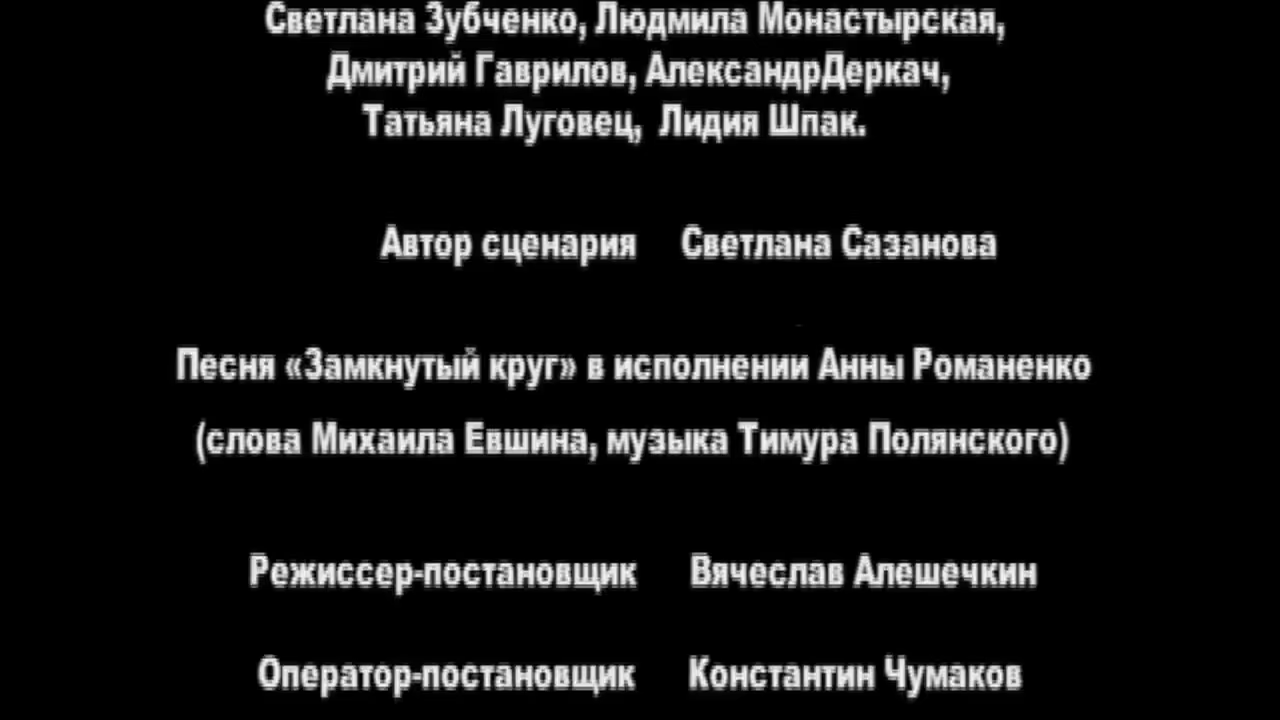 Светлана Зубченко, Людмила Монастырская,
Дмитрий Гаврилов, АлександрДеркач,
Татьяна Луговец, Лидия Шпак.
Автор сценария Светлана Сазанова
Песня «Замкнутый круг» в исполнении Анны Романенко
(слова Михаила Евшина, музыка Тимура Полянского)
Режиссер-постановщик Вячеслав Алешечкин
Оператор-постановщик Константин Чумаков